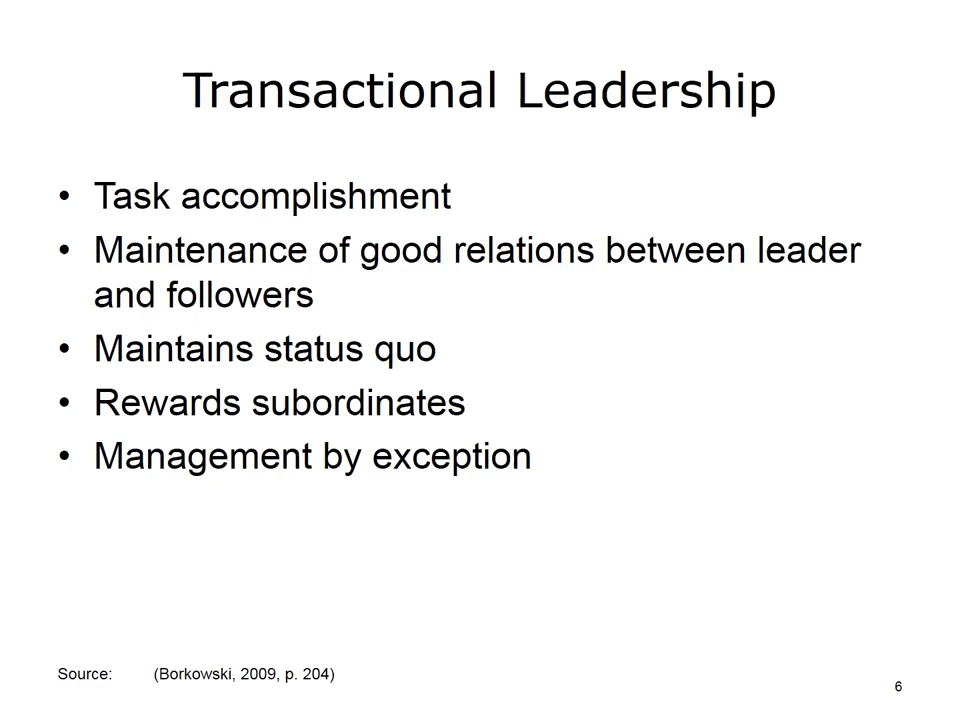 Transactional Leadership
• Task accomplishment
• Maintenance of good relations between leader
and followers
• Maintains status quo
• Rewards subordinates
• Management by exception
Source: (Borkowski, 2009, p. 204)
6